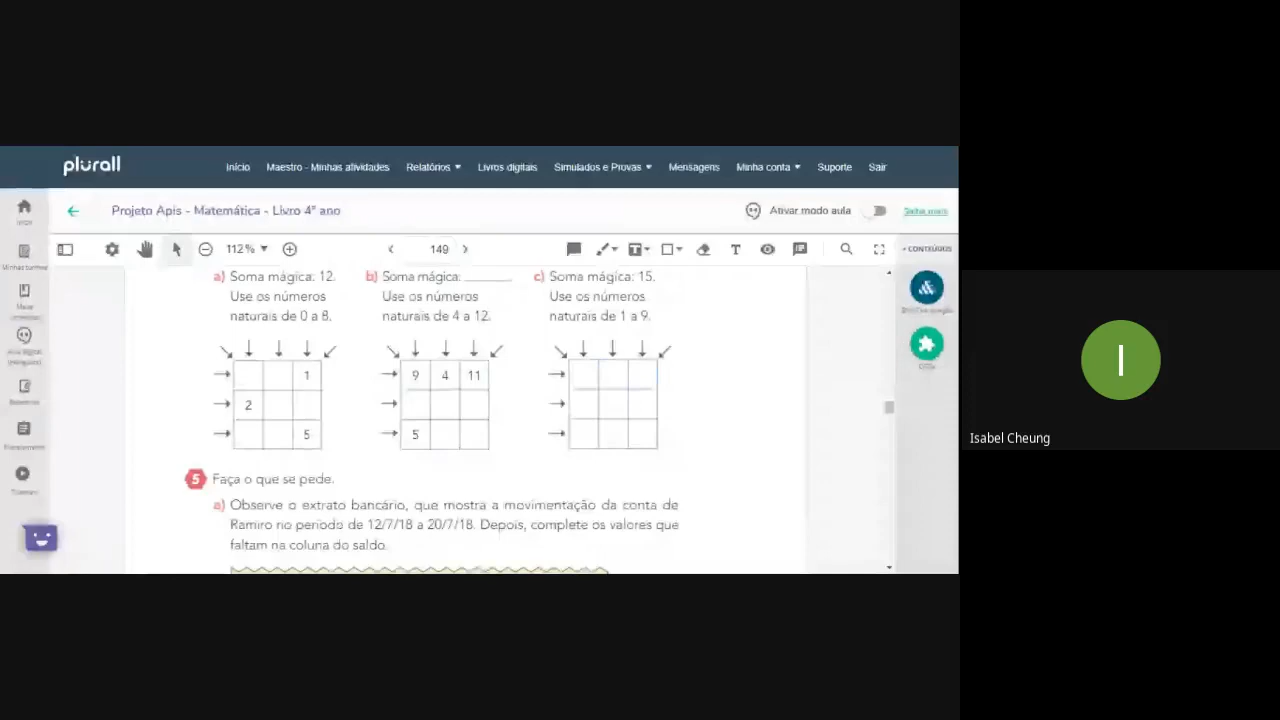 plurall
Início Maestro - Minhas atividades Relatórios Livros digitais Simulados e Provas Mensagens Minha conta Suporte Sair
Projeto Apis - Matemática - Livro 4º ano
Ativar modo aula
Saiba mais
112%
149
+ CONTEÚDOS
a) Soma mágica: 12.
Use os números
naturais de 0 a 8.
b) Soma mágica: ________
Use os números
naturais de 4 a 12.
c) Soma mágica: 15.
Use os números
naturais de 1 a 9.
1
2
5
9 4 11
5
5 Faça o que se pede.
a) Observe o extrato bancário, que mostra a movimentação da conta de
Ramiro no período de 12/7/18 a 20/7/18. Depois, complete os valores que
faltam na coluna do saldo.
I
Isabel Cheung